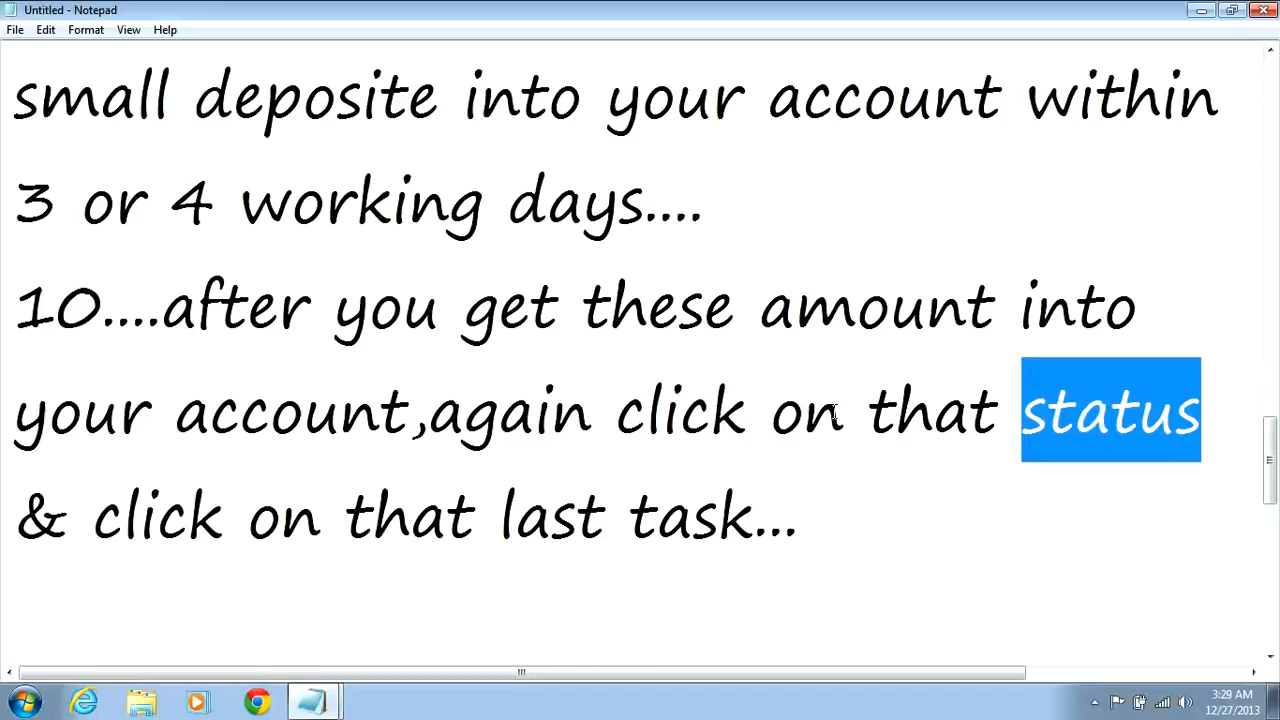 Untitled - Notepad
File Edit Format View Help
small deposite into your account within
3 or 4 working days....
10....after you get these amount into
your account,again click on that status
& click on that last task...
3:29 AM
12/27/2013